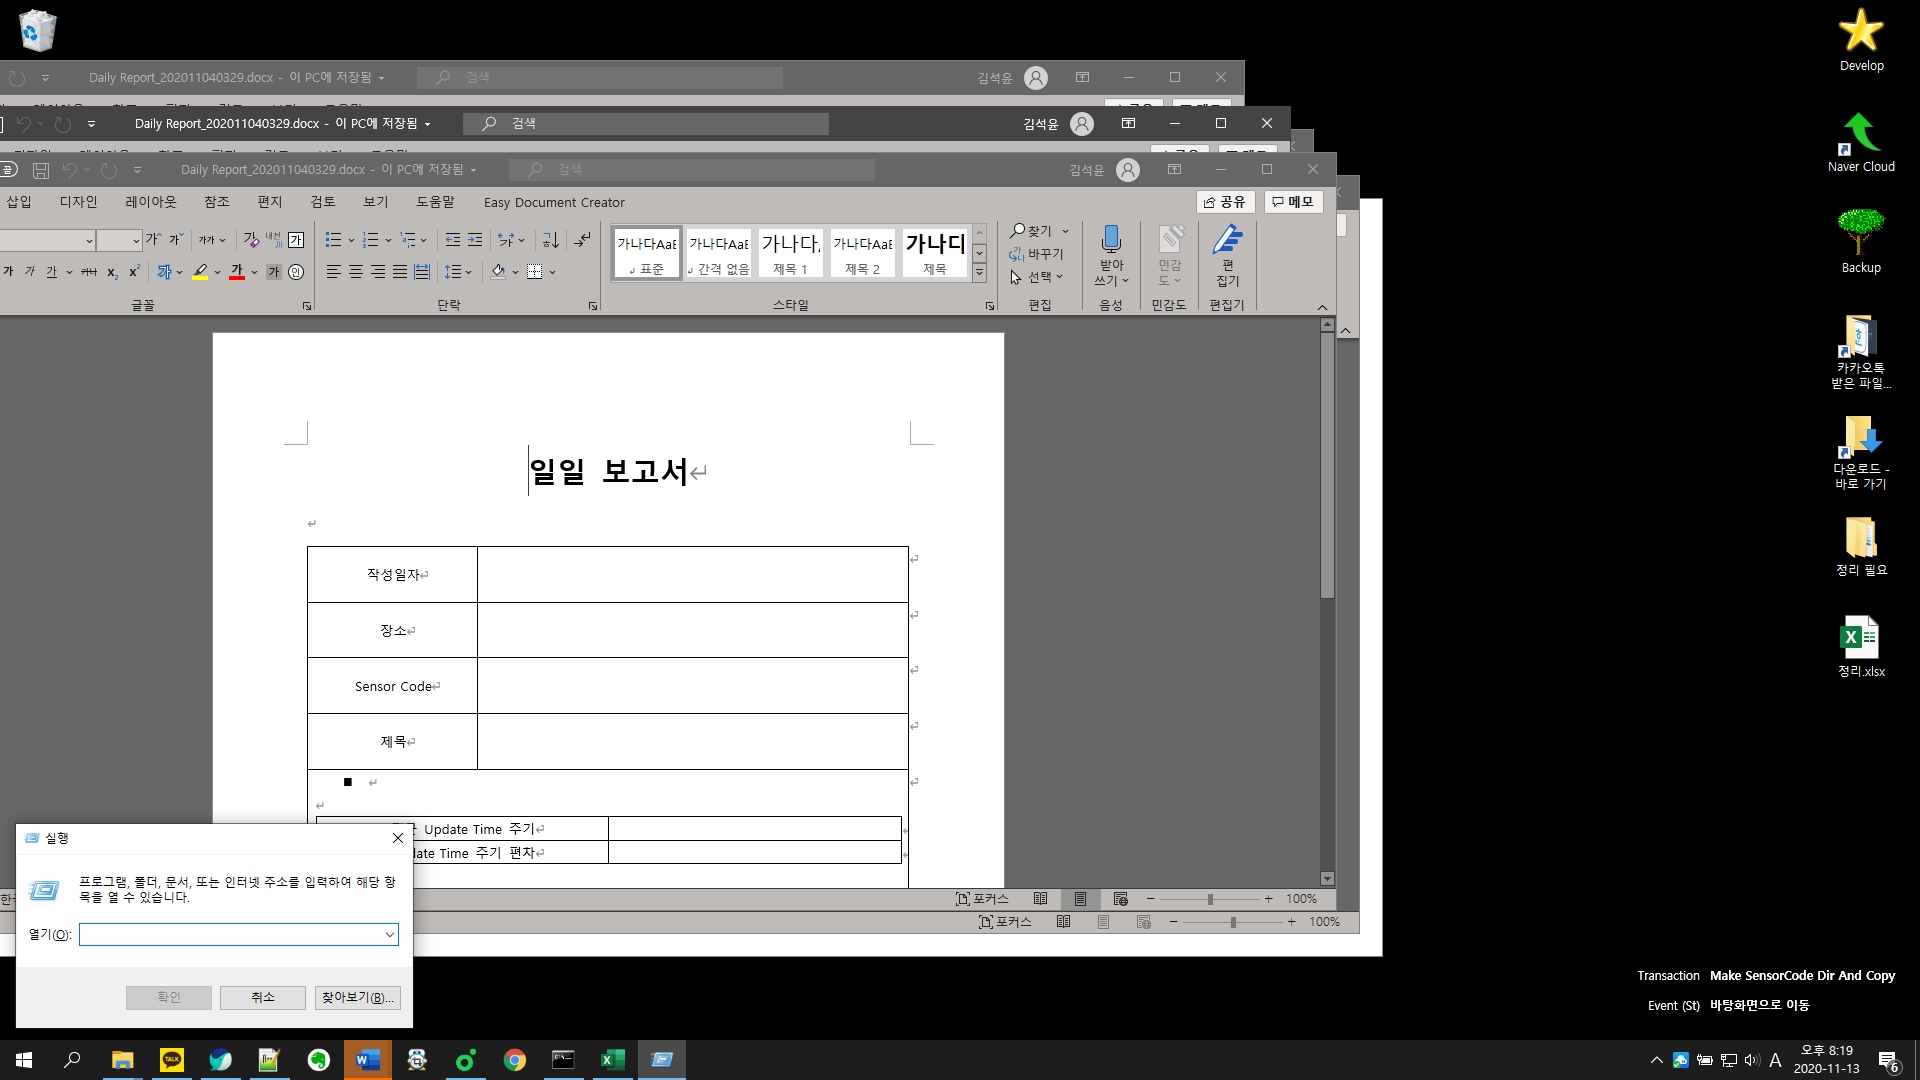 Daily Report_202011040329.docx - 이 PC에 저장됨
검색
김석윤
Daily Report_202011040329.docx - 이 PC에 저장됨
검색
김석윤
Daily Report_202011040329.docx - 이 PC에 저장됨
검색
김석윤
삽입 디자인 레이아웃 참조 편지 검토 보기 도움말 Easy Document Creator
공유 메모
가나다AaB 가나다AaB 가나다, 가나다AaB 가나다
표준 간격 없음 제목 1 제목 2 제목
찾기
바꾸기
선택
받아
쓰기
민감
도
편
집기
글꼴 단락 스타일 편집 음성 민감도 편집기
일일 보고서
작성일자
장소
Sensor Code
제목
Update Time 주기
date Time 주기 편차
포커스 100%
포커스 100%
실행
프로그램, 폴더, 문서, 또는 인터넷 주소를 입력하여 해당 항
목을 열 수 있습니다.
열기(O):
확인 취소 찾아보기(B)...
Develop
Naver Cloud
Backup
카카오톡
받은 파일...
다운로드 -
바로 가기
정리 필요
정리.xlsx
Transaction Make SensorCode Dir And Copy
Event (St) 바탕화면으로 이동
TALK
A
오후 8:19
2020-11-13
6